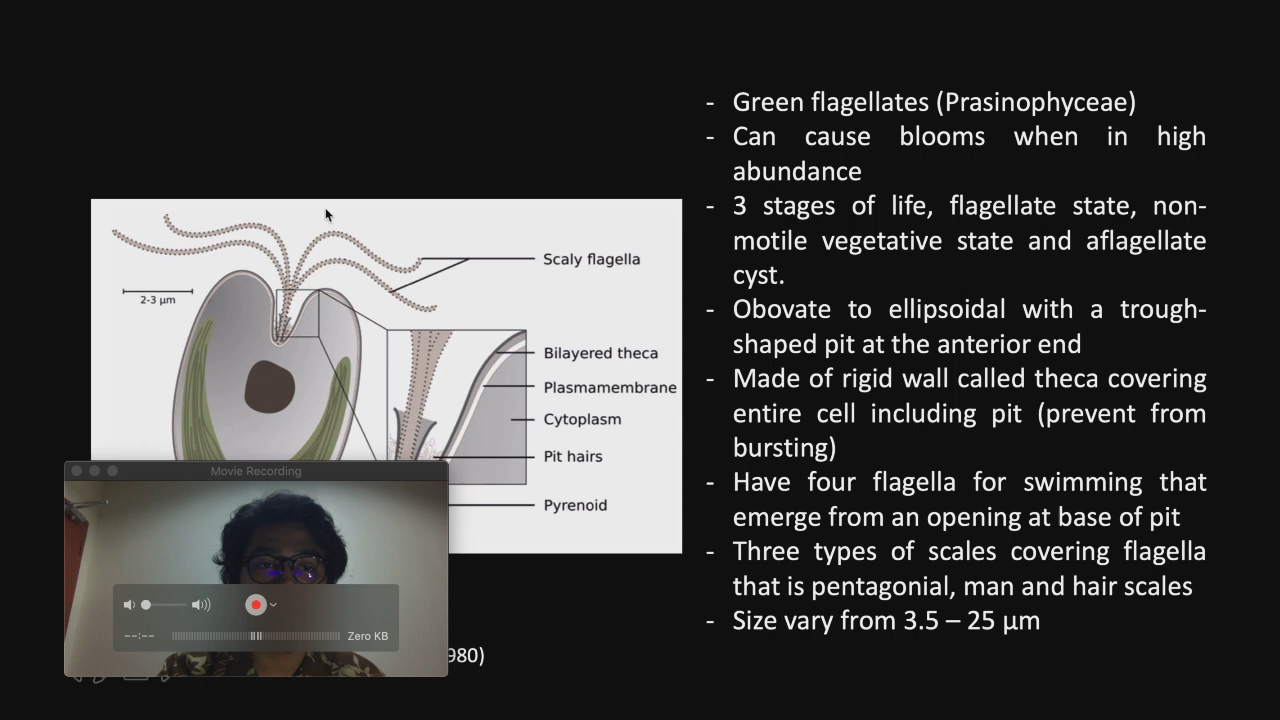 Scaly flagella
2-3 µm
Bilayered theca
Plasmamembrane
Cytoplasm
Pit hairs
Pyrenoid
Movie Recording
--:--
Zero KB
980)
- Green flagellates (Prasinophyceae)
- Can cause blooms when in high
abundance
- 3 stages of life, flagellate state, non-
motile vegetative state and aflagellate
cyst.
- Obovate to ellipsoidal with a trough-
shaped pit at the anterior end
- Made of rigid wall called theca covering
entire cell including pit (prevent from
bursting)
- Have four flagella for swimming that
emerge from an opening at base of pit
- Three types of scales covering flagella
that is pentagonial, man and hair scales
- Size vary from 3.5 – 25 µm